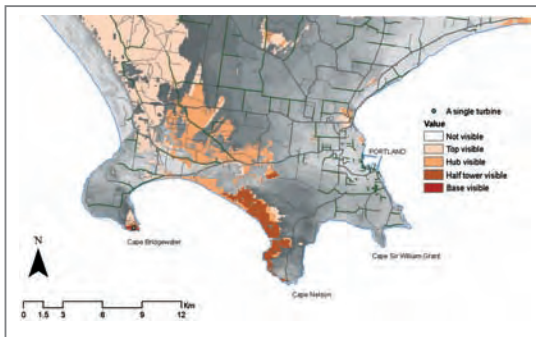 A single turbine
Value
Not visible
Top visible
Hub visible
Half tower visible
Base visible
PORTLAND
Cape Bridgewater
Cape Sir William Grant
Cape Nelson
N
Km
0 1.5 3 6 9 12